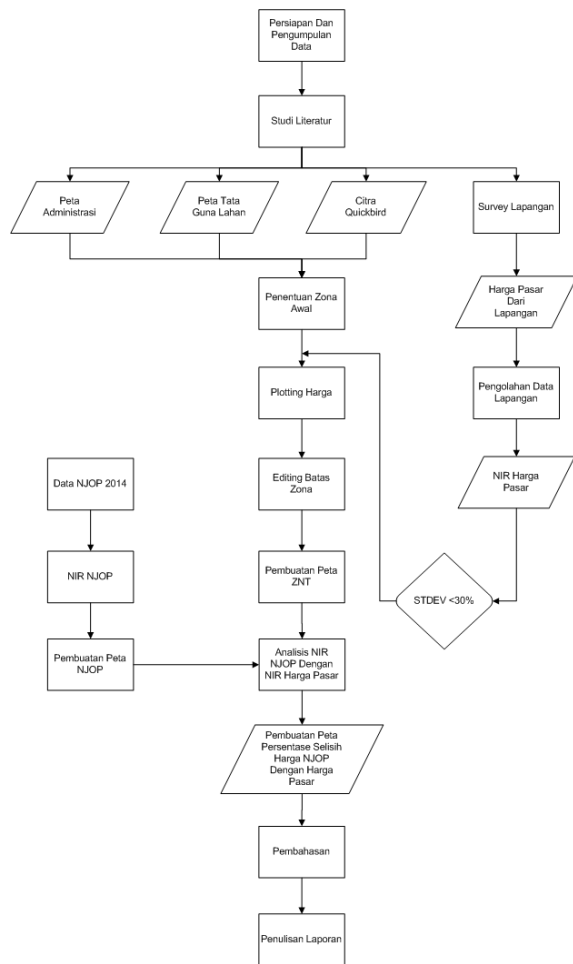 Persiapan Dan
Pengumpulan
Data
Studi Literatur
Peta
Administrasi
Peta Tata
Guna Lahan
Citra
Quickbird
Survey Lapangan
Penentuan Zona
Awal
Harga Pasar
Dari
Lapangan
Plotting Harga
Pengolahan Data
Lapangan
Data NJOP 2014
Editing Batas
Zona
NIR Harga
Pasar
NIR NJOP
Pembuatan Peta
ZNT
STDEV <30%
Pembuatan Peta
NJOP
Analisis NIR
NJOP Dengan
NIR Harga Pasar
Pembuatan Peta
Persentase Selisih
Harga NJOP
Dengan Harga
Pasar
Pembahasan
Penulisan Laporan